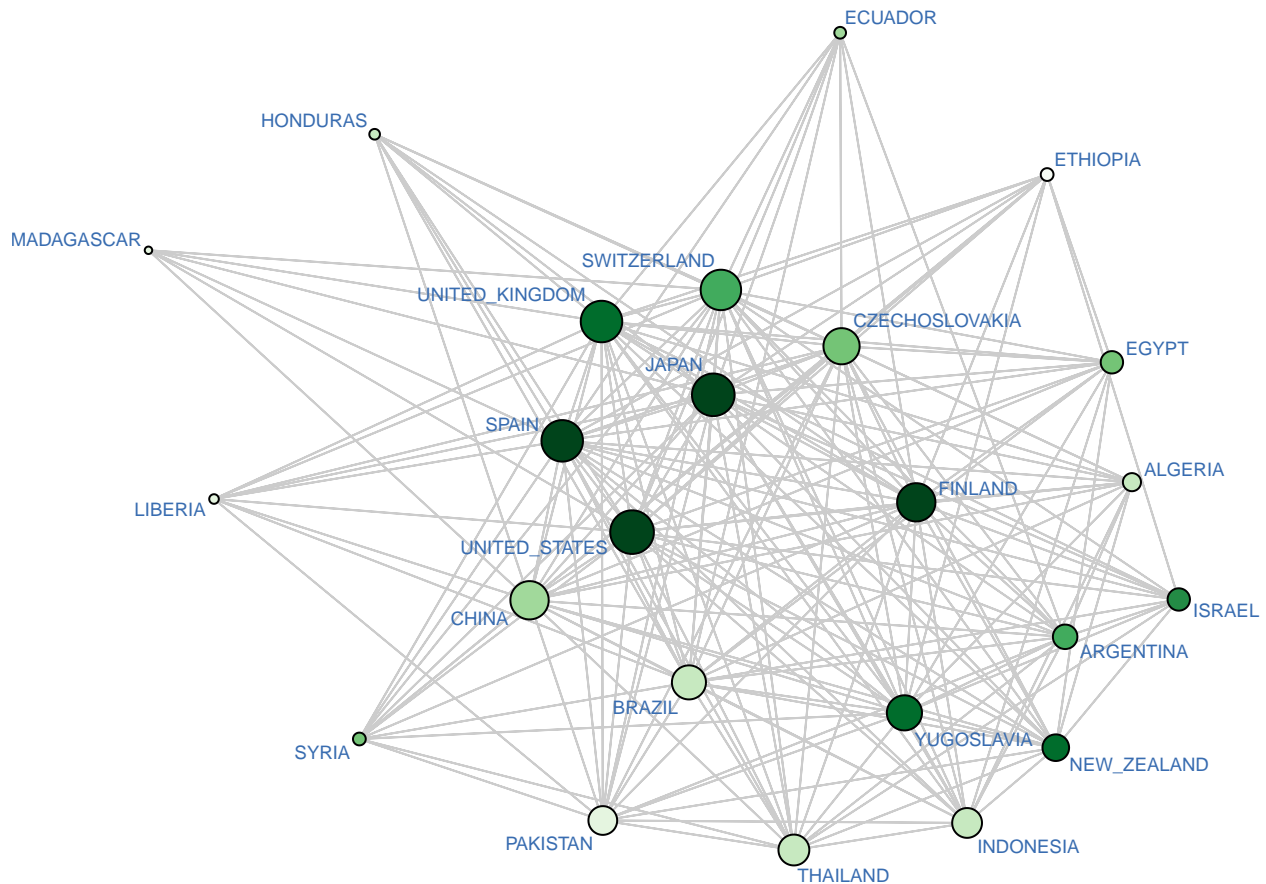 ECUADOR
HONDURAS
ETHIOPIA
MADAGASCAR
SWITZERLAND
UNITED_KINGDOM
CZECHOSLOVAKIA
EGYPT
JAPAN
SPAIN
ALGERIA
FINLAND
LIBERIA
UNITED_STATES
ISRAEL
CHINA
ARGENTINA
BRAZIL
YUGOSLAVIA
SYRIA
NEW_ZEALAND
PAKISTAN
INDONESIA
THAILAND